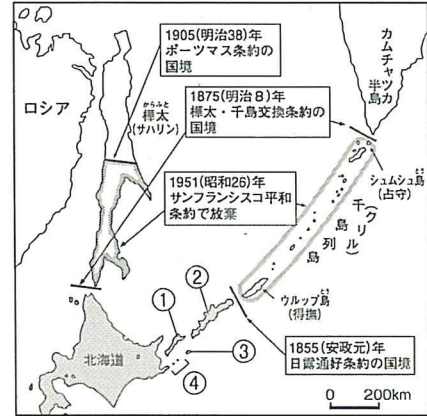 1905(明治38)年
ポーツマス条約の
国境
ロシア
からふと
樺太
(サハリン)
1875(明治8)年
樺太・千島交換条約の
国境
カムチャツカ
半島
1951(昭和26)年
サンフランシスコ平和
条約で放棄
シュムシュ島
とう
(占守)
(クリル)
島
列
島
ウルップ島
とう
(得撫)
①
②
③
④
北海道
1855(安政元)年
日露通好条約の国境
0 200km